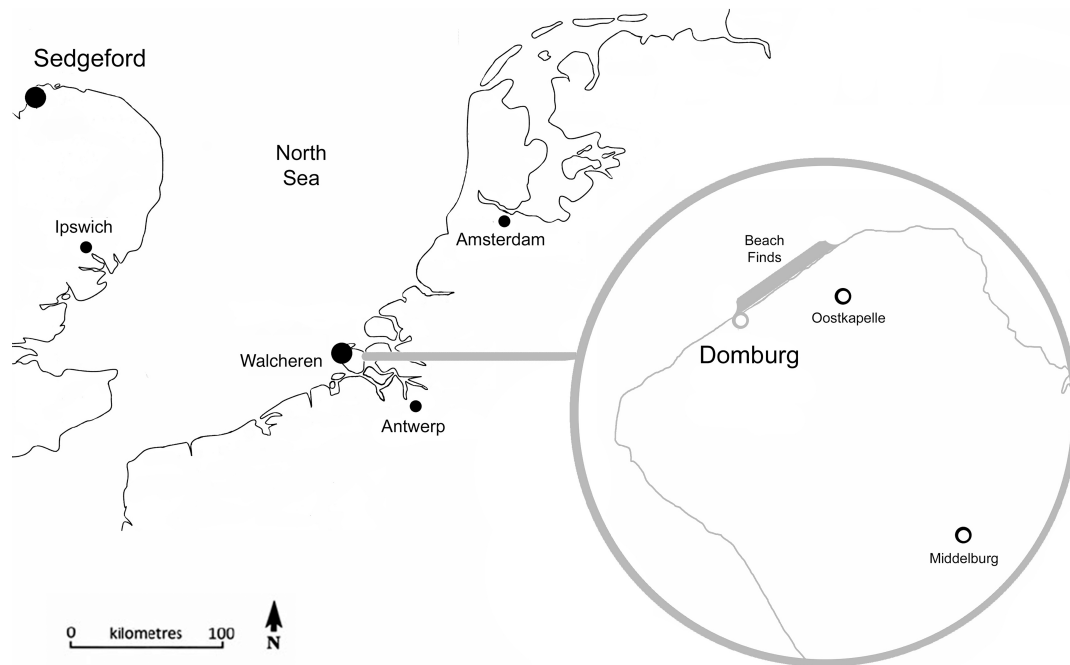 Sedgeford
North
Sea
Ipswich
Amsterdam
Beach
Finds
Oostkapelle
Walcheren
Domburg
Antwerp
Middelburg
0 kilometres 100
N